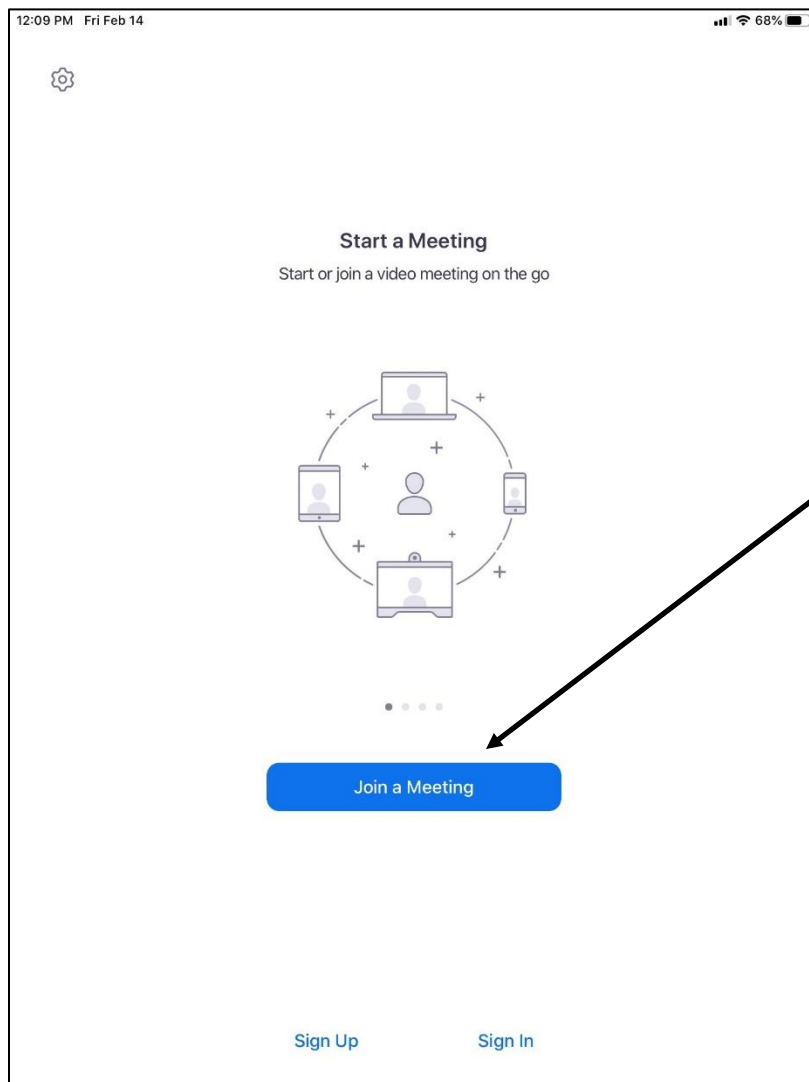 12:09 PM Fri Feb 14 68%
Start a Meeting
Start or join a video meeting on the go
Join a Meeting
Sign Up Sign In